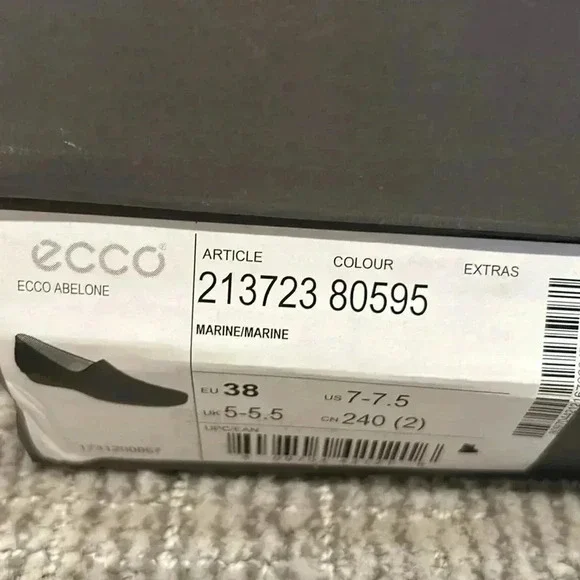 ecco®
ECCO ABELONE
ARTICLE COLOUR EXTRAS
213723 80595
MARINE/MARINE
EU 38 US 7-7.5
UK 5-5.5 CN 240 (2)
UPC/EAN